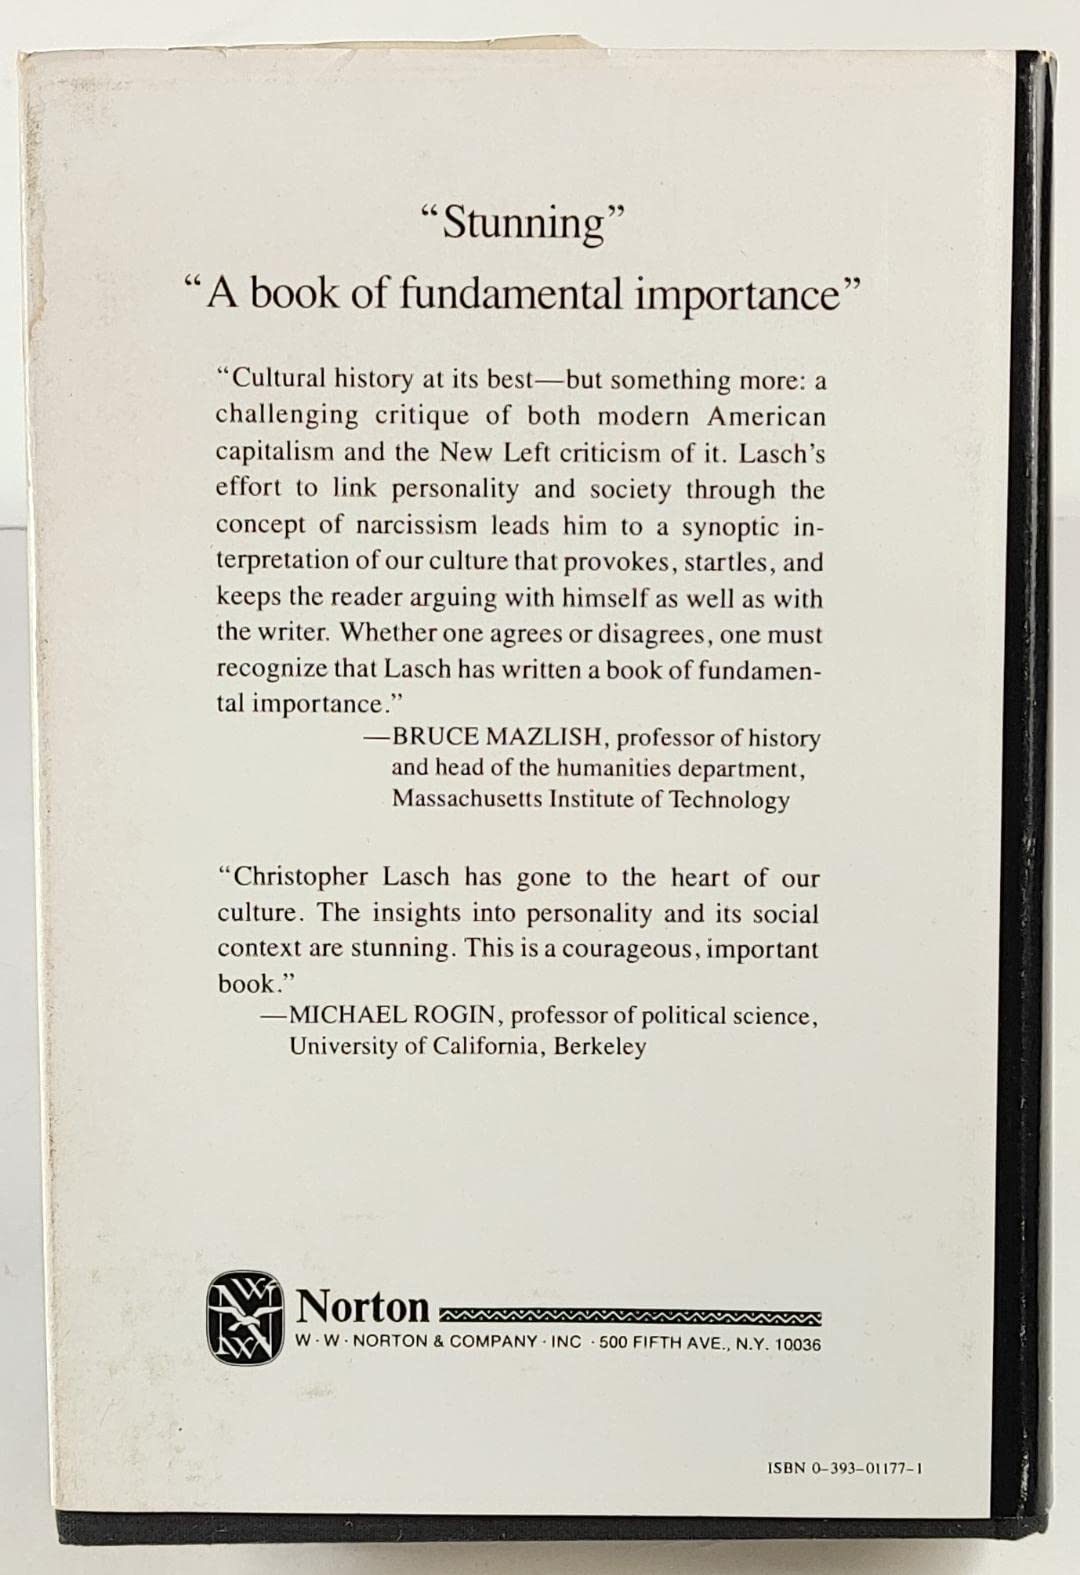 “Stunning”
“A book of fundamental importance”
“Cultural history at its best—but something more: a
challenging critique of both modern American
capitalism and the New Left criticism of it. Lasch’s
effort to link personality and society through the
concept of narcissism leads him to a synoptic in-
terpretation of our culture that provokes, startles, and
keeps the reader arguing with himself as well as with
the writer. Whether one agrees or disagrees, one must
recognize that Lasch has written a book of fundamen-
tal importance.”
—BRUCE MAZLISH, professor of history
and head of the humanities department,
Massachusetts Institute of Technology
“Christopher Lasch has gone to the heart of our
culture. The insights into personality and its social
context are stunning. This is a courageous, important
book.”
—MICHAEL ROGIN, professor of political science,
University of California, Berkeley
WW
N N
WW
Norton
W · W · NORTON & COMPANY · INC · 500 FIFTH AVE., N.Y. 10036
ISBN 0–393–01177–1